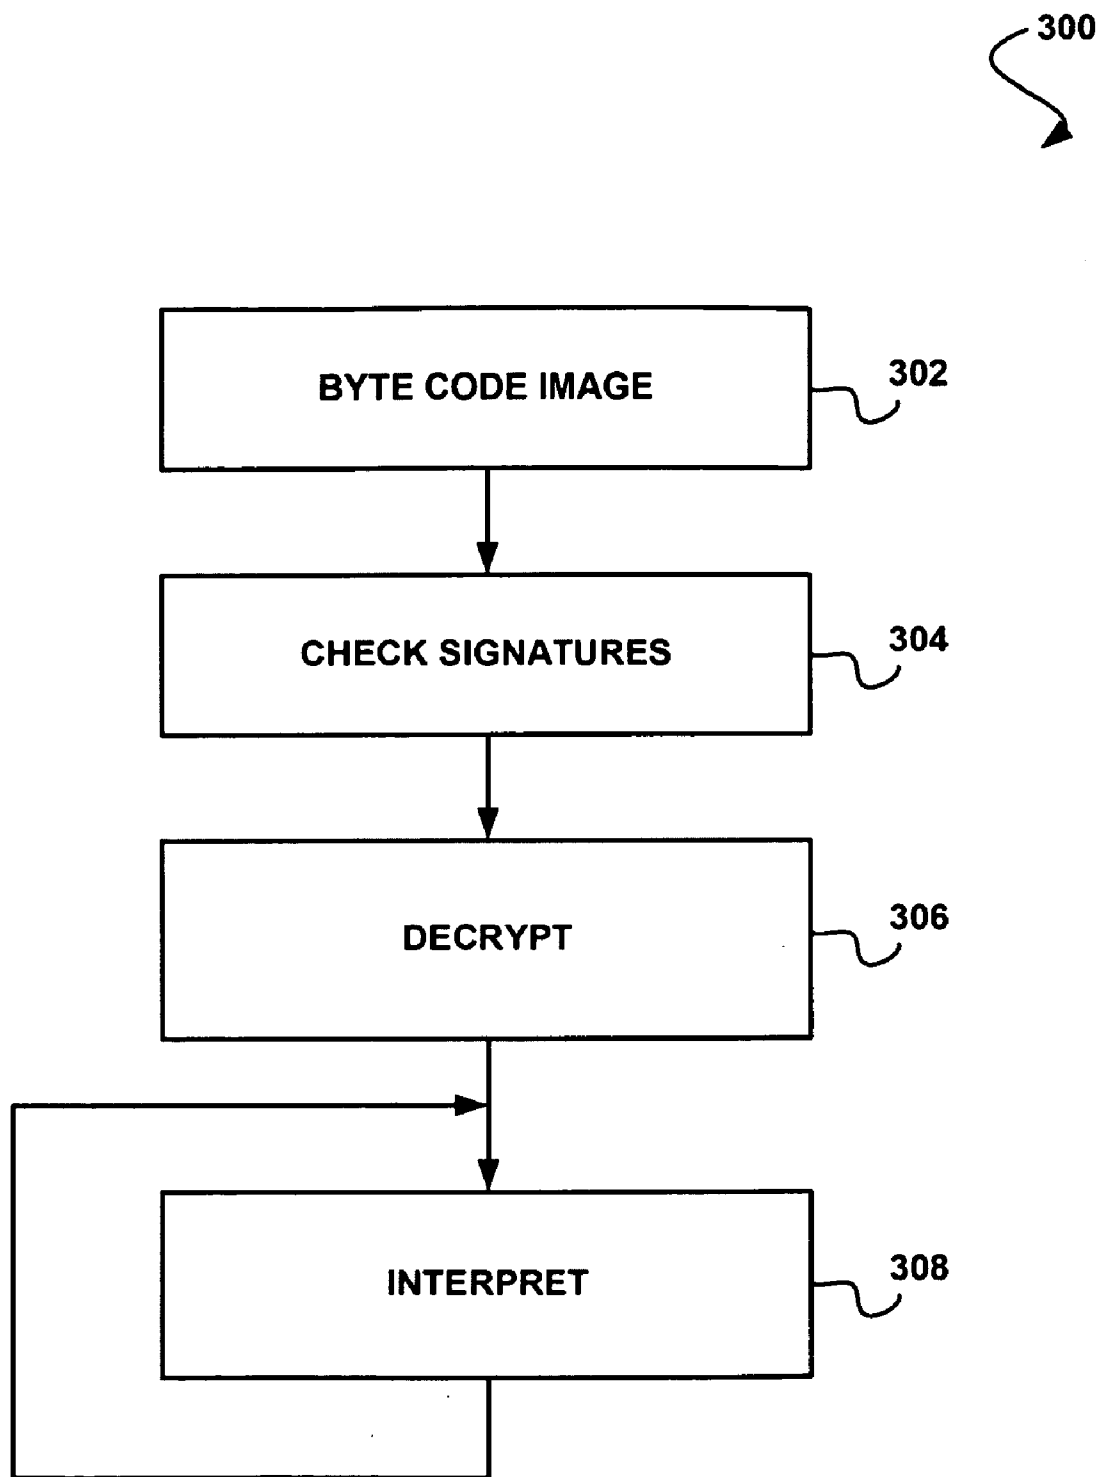 300
BYTE CODE IMAGE
302
CHECK SIGNATURES
304
DECRYPT
306
INTERPRET
308